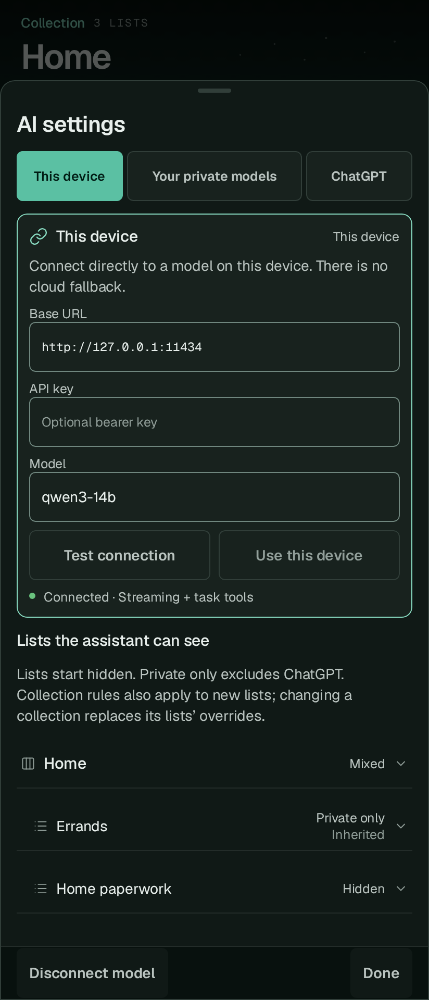 Collection 3 LISTS
Home
AI settings
This device
Your private models
ChatGPT
This device
This device
Connect directly to a model on this device. There is no
cloud fallback.
Base URL
http://127.0.0.1:11434
API key
Optional bearer key
Model
qwen3-14b
Test connection
Use this device
Connected · Streaming + task tools
Lists the assistant can see
Lists start hidden. Private only excludes ChatGPT.
Collection rules also apply to new lists; changing a
collection replaces its lists’ overrides.
Home
Mixed
Errands
Private only
Inherited
Home paperwork
Hidden
Disconnect model
Done